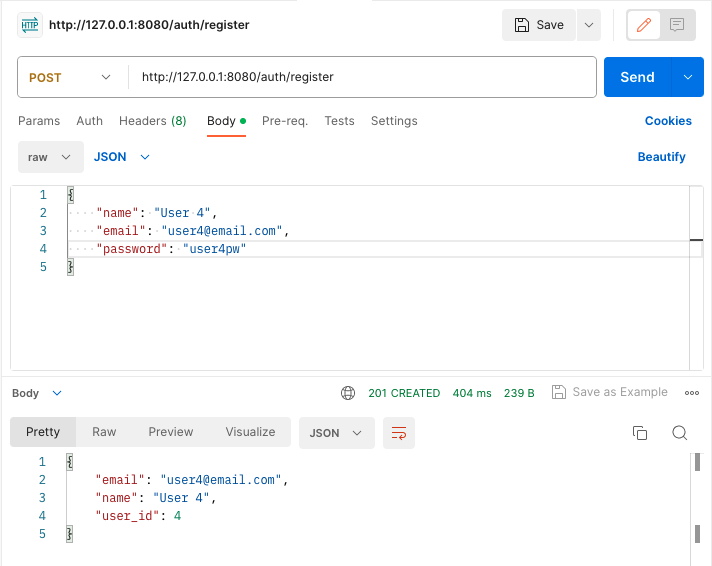 HTTP http://127.0.0.1:8080/auth/register Save
POST http://127.0.0.1:8080/auth/register Send
Params Auth Headers (8) Body Pre-req. Tests Settings Cookies
raw JSON Beautify
1 {
2 "name": "User 4",
3 "email": "user4@email.com",
4 "password": "user4pw"
5 }
Body 201 CREATED 404 ms 239 B Save as Example
Pretty Raw Preview Visualize JSON
1 {
2 "email": "user4@email.com",
3 "name": "User 4",
4 "user_id": 4
5 }